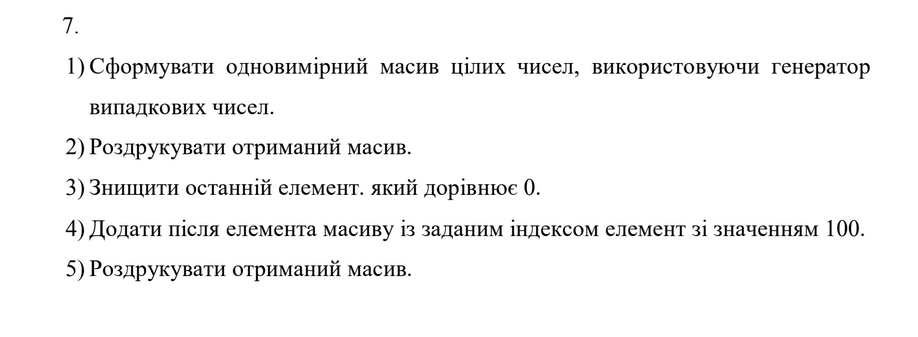 7.
1) Сформувати одновимірний масив цілих чисел, використовуючи генератор
випадкових чисел.
2) Роздрукувати отриманий масив.
3) Знищити останній елемент. який дорівнює 0.
4) Додати після елемента масиву із заданим індексом елемент зі значенням 100.
5) Роздрукувати отриманий масив.